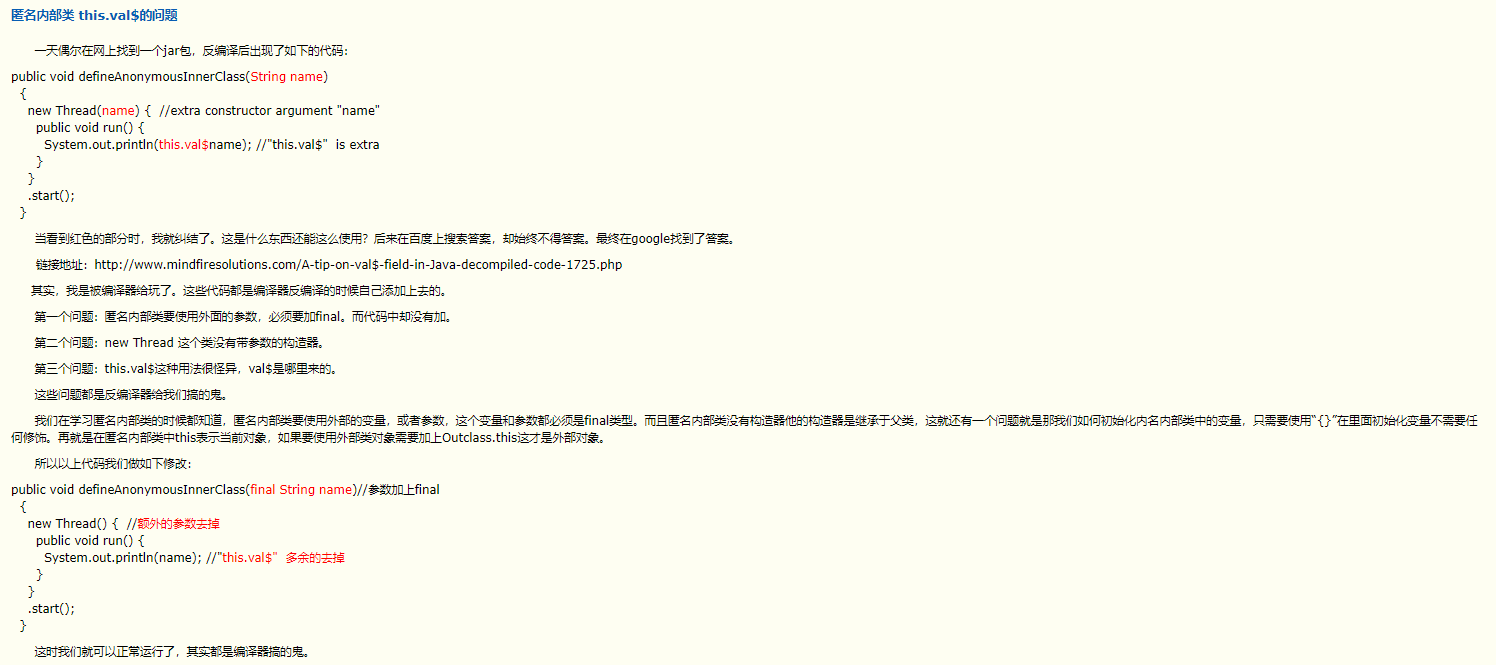 匿名内部类 this.val$的问题
一天偶尔在网上找到一个jar包，反编译后出现了如下的代码：
public void defineAnonymousInnerClass(String name)
{
new Thread(name) {  //extra constructor argument "name"
public void run() {
System.out.println(this.val$name); //"this.val$"  is extra
}
}
.start();
}
当看到红色的部分时，我就纠结了。这是什么东西还能这么使用？后来在百度上搜索答案，却始终不得答案。最终在google找到了答案。
链接地址：http://www.mindfiresolutions.com/A-tip-on-val$-field-in-Java-decompiled-code-1725.php
其实，我是被编译器给玩了。这些代码都是编译器反编译的时候自己添加上去的。
第一个问题：匿名内部类要使用外面的参数，必须要加final。而代码中却没有加。
第二个问题：new Thread 这个类没有带参数的构造器。
第三个问题：this.val$这种用法很怪异，val$是哪里来的。
这些问题都是反编译器给我们搞的鬼。
我们在学习匿名内部类的时候都知道，匿名内部类要使用外部的变量，或者参数，这个变量和参数都必须是final类型。而且匿名内部类没有构造器他的构造器是继承于父类，这就还有一个问题就是那我们如何初始化内名内部类中的变量，只需要使用“{}”在里面初始化变量不需要任
何修饰。再就是在匿名内部类中this表示当前对象，如果要使用外部类对象需要加上Outclass.this这才是外部对象。
所以以上代码我们做如下修改：
public void defineAnonymousInnerClass(final String name)//参数加上final
{
new Thread() {  //额外的参数去掉
public void run() {
System.out.println(name); //"this.val$"  多余的去掉
}
}
.start();
}
这时我们就可以正常运行了，其实都是编译器搞的鬼。